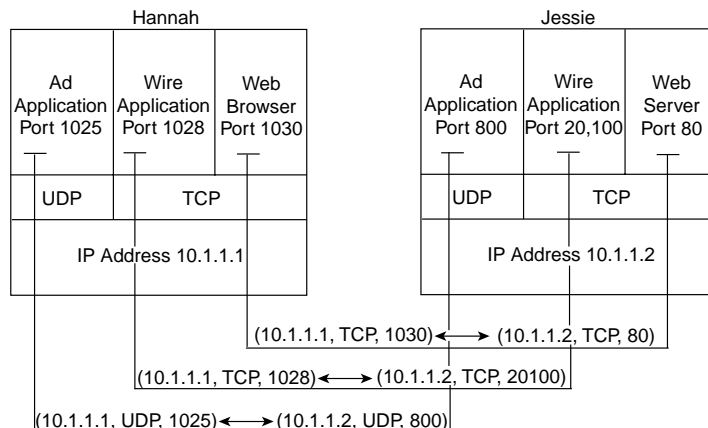 Hannah
Jessie
Ad
Application
Port 1025
Wire
Application
Port 1028
Web
Browser
Port 1030
Ad
Application
Port 800
Wire
Application
Port 20,100
Web
Server
Port 80
UDP
TCP
UDP
TCP
IP Address 10.1.1.1
IP Address 10.1.1.2
(10.1.1.1, TCP, 1030) (10.1.1.2, TCP, 80)
(10.1.1.1, TCP, 1028) (10.1.1.2, TCP, 20100)
(10.1.1.1, UDP, 1025) (10.1.1.2, UDP, 800)